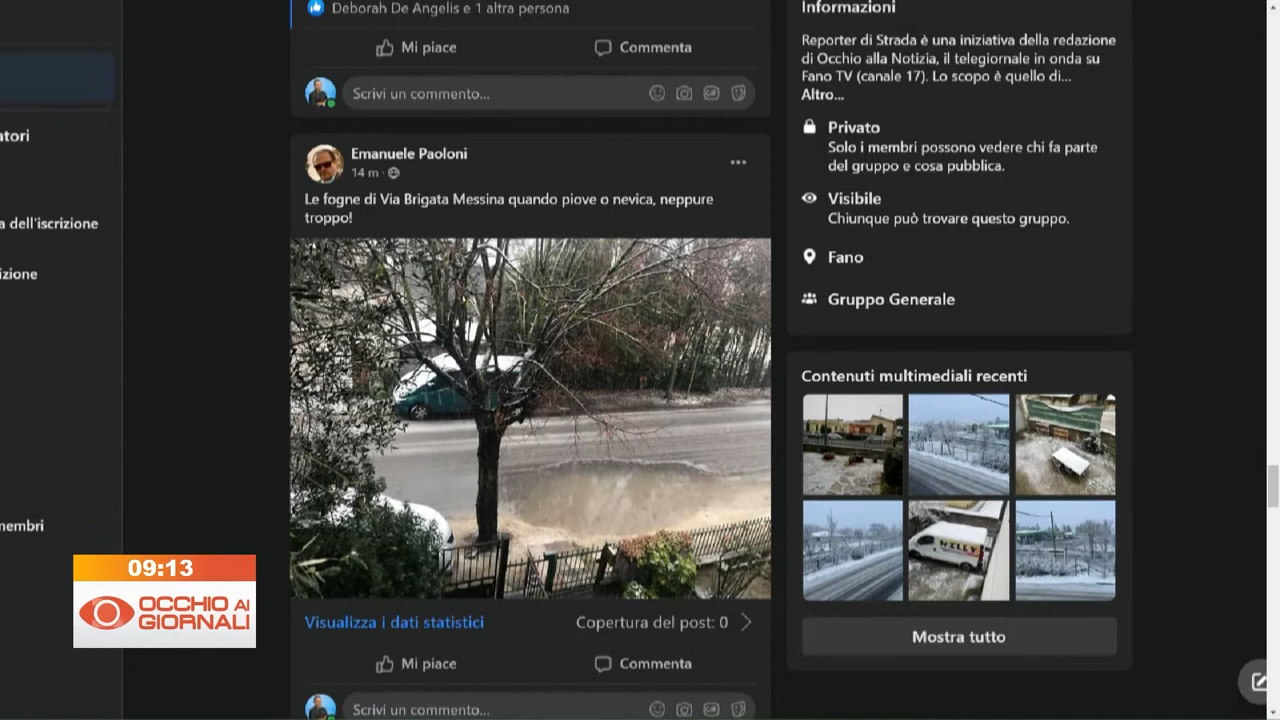 Deborah De Angelis e 1 altra persona
Mi piace
Commenta
Scrivi un commento...
GIF
Emanuele Paoloni
14 m ·
Le fogne di Via Brigata Messina quando piove o nevica, neppure
troppo!
Visualizza i dati statistici
Copertura del post: 0
Mi piace
Commenta
Scrivi un commento...
GIF
Informazioni
Reporter di Strada è una iniziativa della redazione
di Occhio alla Notizia, il telegiornale in onda su
Fano TV (canale 17). Lo scopo è quello di...
Altro...
Privato
Solo i membri possono vedere chi fa parte
del gruppo e cosa pubblica.
Visibile
Chiunque può trovare questo gruppo.
Fano
Gruppo Generale
Contenuti multimediali recenti
Mostra tutto
atori
a dell'iscrizione
izione
membri
09:13
OCCHIO AI
GIORNALI